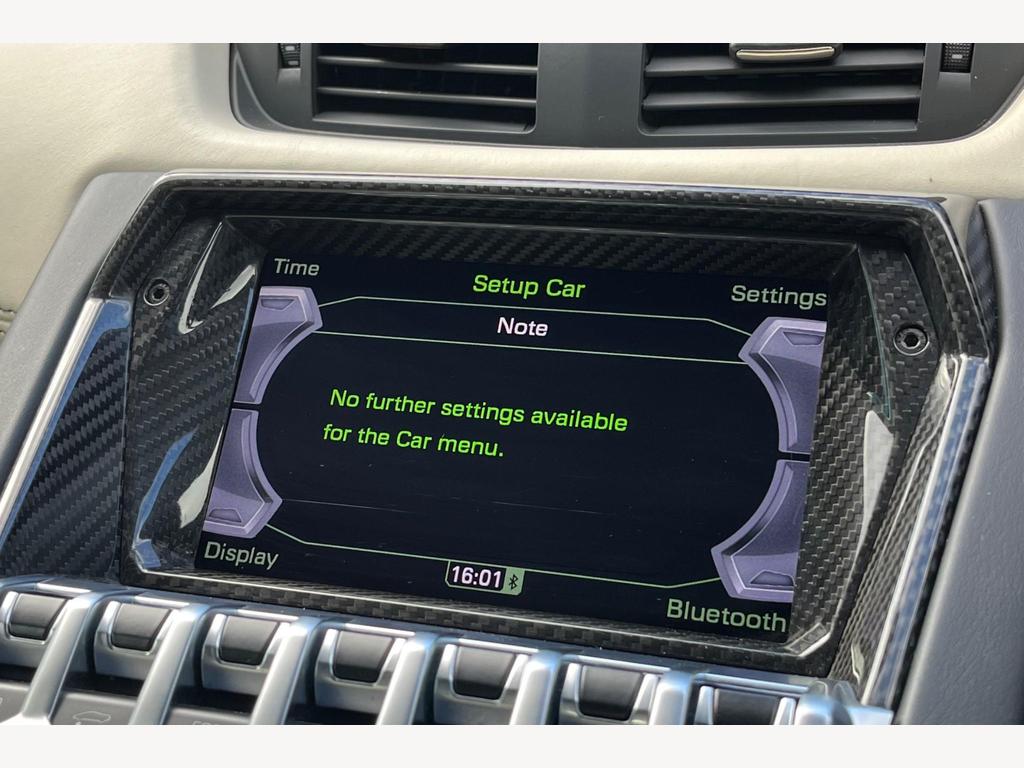 Time
Setup Car
Settings
Note
No further settings available
for the Car menu.
Display
16:01
Bluetooth